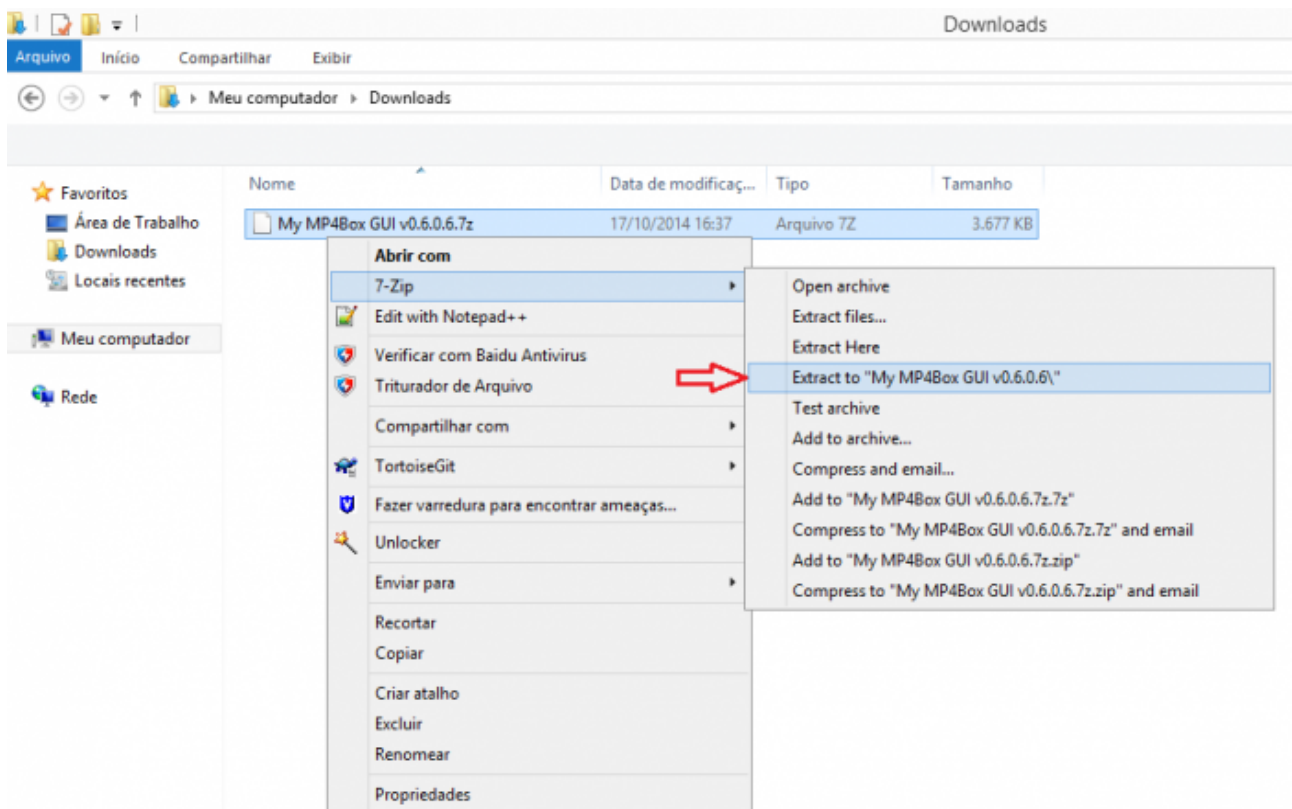 Downloads
Arquivo Início Compartilhar Exibir
Meu computador Downloads
Nome Data de modificaç... Tipo Tamanho
Favoritos
Área de Trabalho
Downloads
Locais recentes
Meu computador
Rede
My MP4Box GUI v0.6.0.6.7z 17/10/2014 16:37 Arquivo 7Z 3.677 KB
Abrir com
7-Zip
Edit with Notepad++
Verificar com Baidu Antivirus
Triturador de Arquivo
Compartilhar com
TortoiseGit
Fazer varredura para encontrar ameaças...
Unlocker
Enviar para
Recortar
Copiar
Criar atalho
Excluir
Renomear
Propriedades
Open archive
Extract files...
Extract Here
Extract to "My MP4Box GUI v0.6.0.6\"
Test archive
Add to archive...
Compress and email...
Add to "My MP4Box GUI v0.6.0.6.7z.7z"
Compress to "My MP4Box GUI v0.6.0.6.7z.7z" and email
Add to "My MP4Box GUI v0.6.0.6.7z.zip"
Compress to "My MP4Box GUI v0.6.0.6.7z.zip" and email